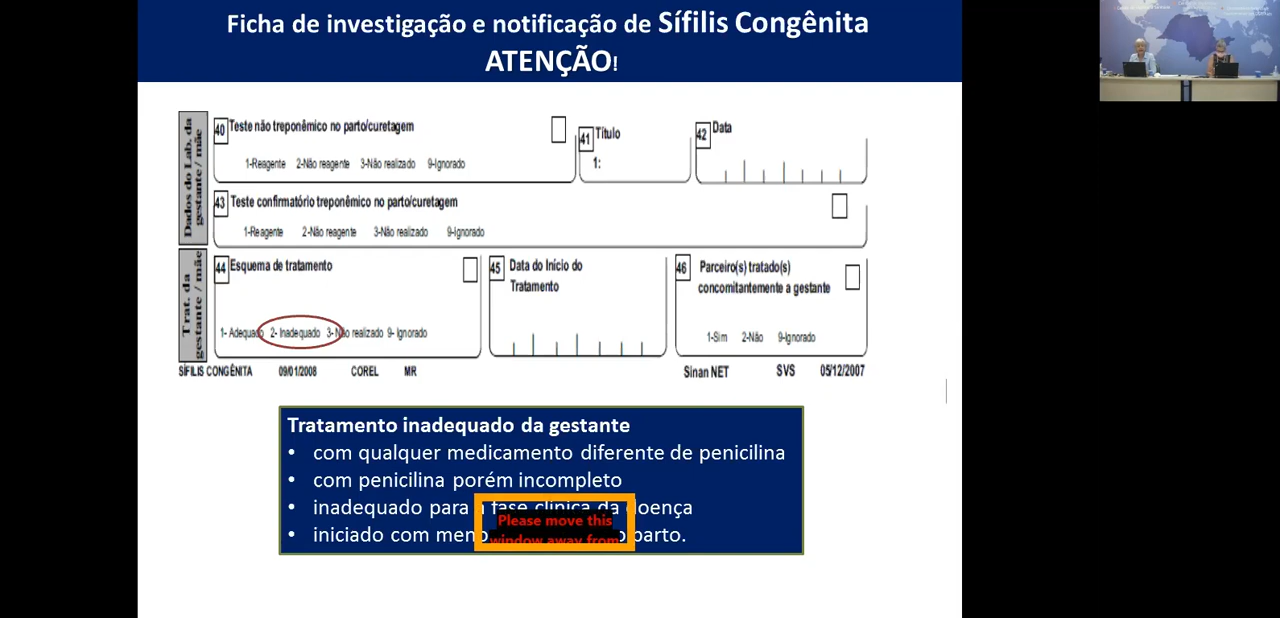 Ficha de investigação e notificação de Sífilis Congênita
ATENÇÃO!
Dados do Lab. da
gestante / mãe
40 Teste não treponêmico no parto/curetagem
1-Reagente 2-Não reagente 3-Não realizado 9-Ignorado
41 Título
1:
42 Data
43 Teste confirmatório treponêmico no parto/curetagem
1-Reagente 2-Não reagente 3-Não realizado 9-Ignorado
Trat. da
gestante / mãe
44 Esquema de tratamento
1- Adequado 2- Inadequado 3- Não realizado 9- Ignorado
45 Data do Início do
Tratamento
46 Parceiro(s) tratado(s)
concomitantemente a gestante
1-Sim 2-Não 9-Ignorado
SÍFILIS CONGÊNITA 09/01/2008 COREL MR Sinan NET SVS 05/12/2007
Tratamento inadequado da gestante
• com qualquer medicamento diferente de penicilina
• com penicilina porém incompleto
• inadequado para a fase clínica da doença
• iniciado com parto.
Please move this
window away from